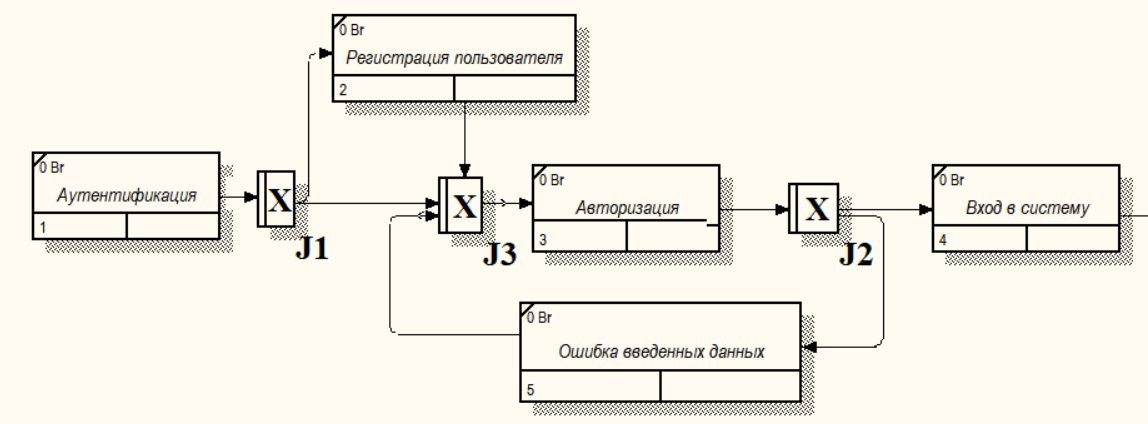 0 Br
Регистрация пользователя
2
0 Br
Аутентификация
1
X
J1
X
J3
0 Br
Авторизация
3
X
J2
0 Br
Вход в систему
4
0 Br
Ошибка введенных данных
5